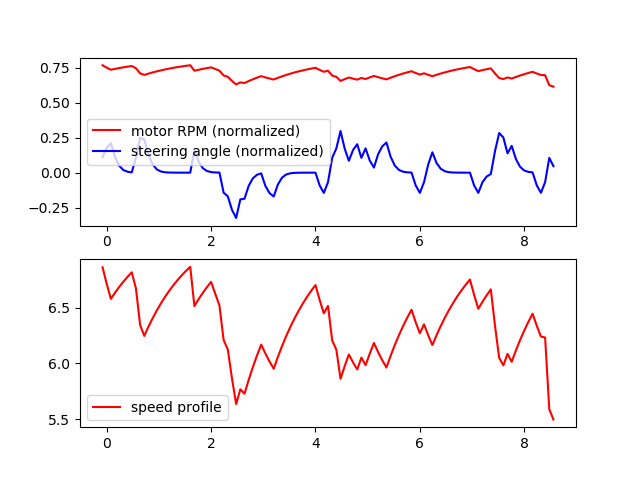 0.75
0.50
0.25
0.00
−0.25
motor RPM (normalized)
steering angle (normalized)
0 2 4 6 8
6.5
6.0
5.5
speed profile
0 2 4 6 8